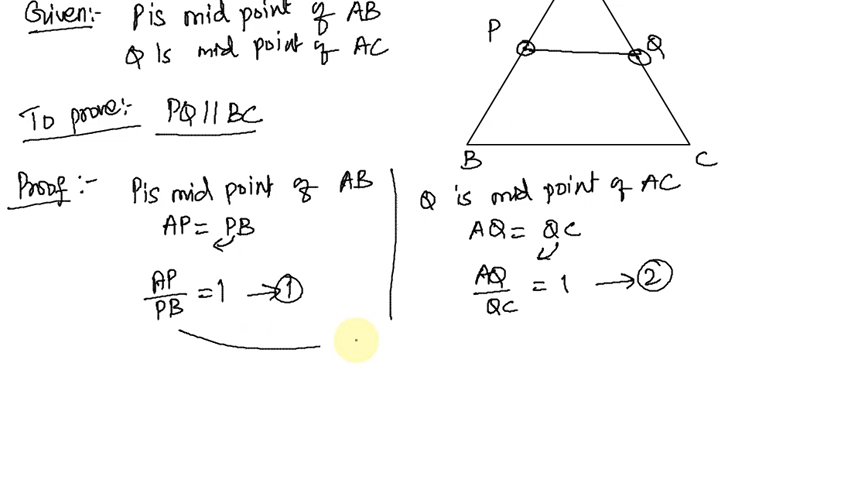 Given:- P is mid point of AB
Q Is mid point of AC
To prove:- PQ || BC
P
Q
B
C
Proof :- P is mid point of AB
AP = PB
AP/PB = 1 → ①
Q is mid point of AC
AQ = QC
AQ/QC = 1 → ②